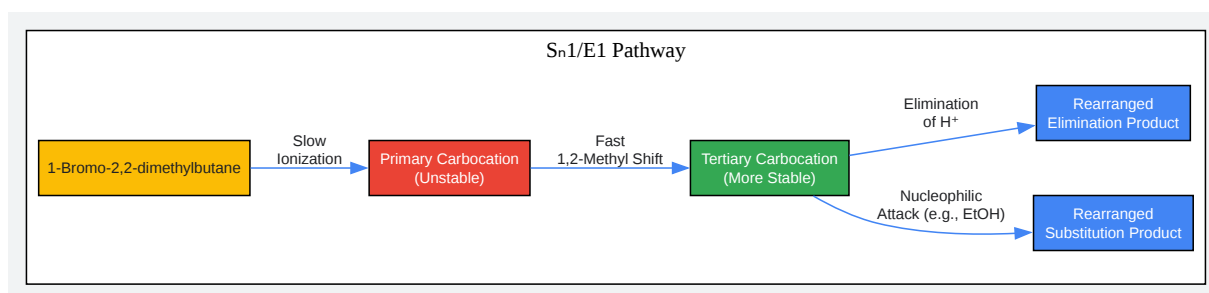 Sₙ1/E1 Pathway
1-Bromo-2,2-dimethylbutane
Slow
Ionization
Primary Carbocation
(Unstable)
Fast
1,2-Methyl Shift
Tertiary Carbocation
(More Stable)
Elimination
of H⁺
Rearranged
Elimination Product
Nucleophilic
Attack (e.g., EtOH)
Rearranged
Substitution Product